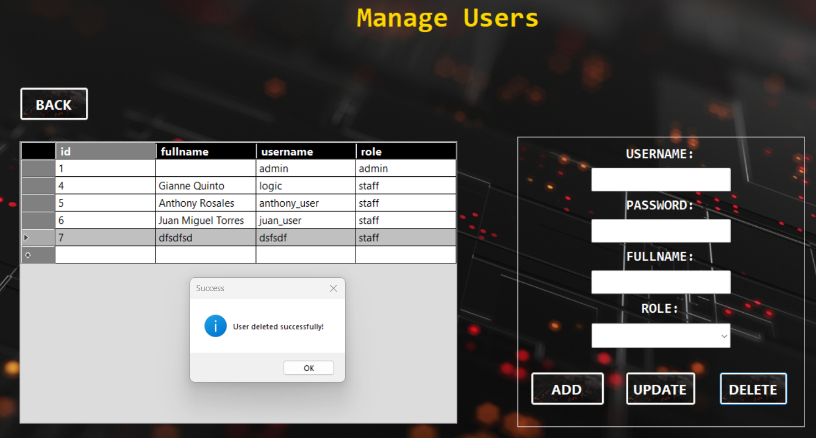 Manage Users
BACK
id fullname username role
1 admin admin
4 Gianne Quinto logic staff
5 Anthony Rosales anthony_user staff
6 Juan Miguel Torres juan_user staff
7 dfsdfsd dsfsdf staff
Success
User deleted successfully!
OK
USERNAME:
PASSWORD:
FULLNAME:
ROLE:
ADD UPDATE DELETE